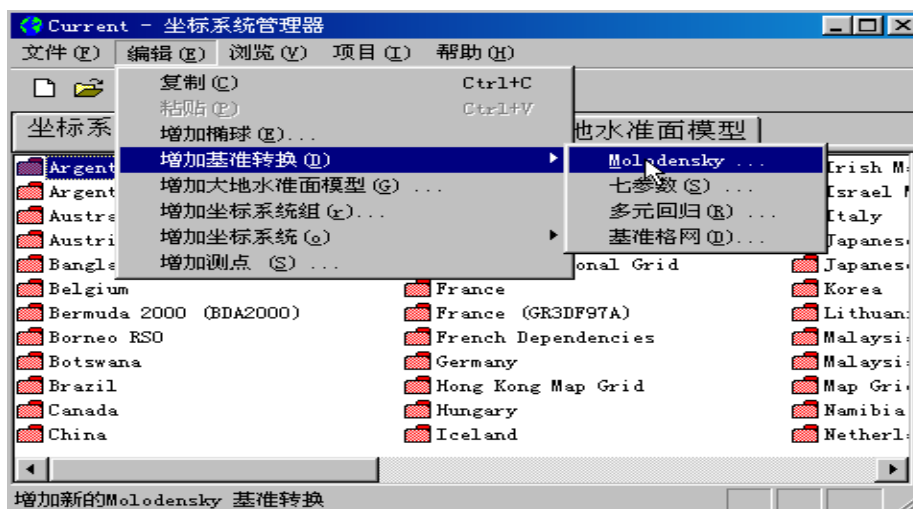 Current - 坐标系统管理器
文件(F) 编辑(E) 浏览(V) 项目(I) 帮助(H)
复制(C) Ctrl+C
粘贴(P) Ctrl+V
增加椭球(E)...
增加基准转换(D)
增加大地水准面模型(G) ...
增加坐标系统组(r)...
增加坐标系统(o)
增加测点 (S) ...
Molodensky ...
七参数(S) ...
多元回归(R) ...
基准格网(D)...
坐标系 地水准面模型
Argent
Argent
Austra
Austri
Bangla
Belgium
Bermuda 2000 (BDA2000)
Borneo RSO
Botswana
Brazil
Canada
China
onal Grid
France
France (GR3DF97A)
French Dependencies
Germany
Hong Kong Map Grid
Hungary
Iceland
Irish M
Israel
Italy
Japanes
Japanes
Korea
Lithuan
Malaysi
Malaysi
Map Gri
Namibia
Netherl
增加新的Molodensky 基准转换